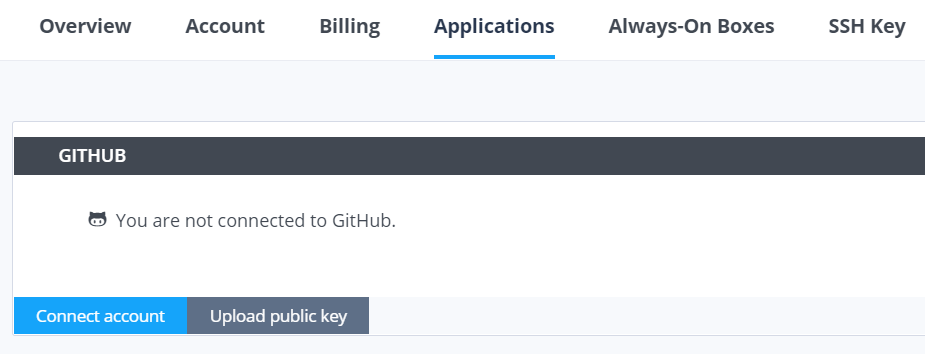 Overview Account Billing Applications Always-On Boxes SSH Key
GITHUB
You are not connected to GitHub.
Connect account Upload public key